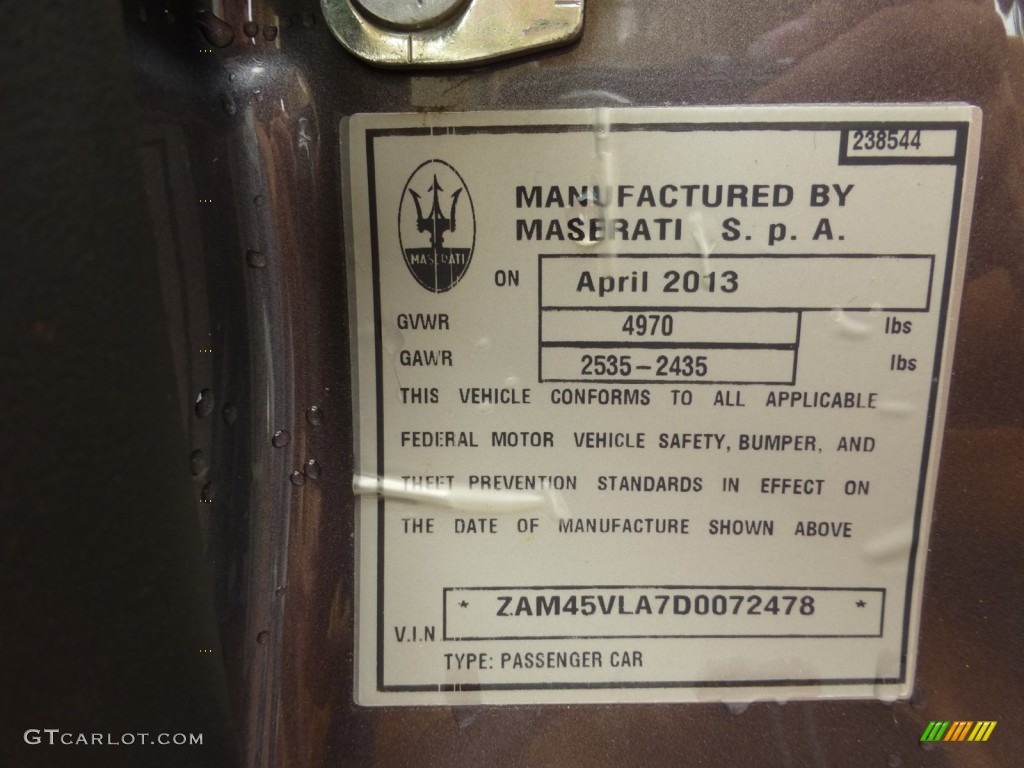 238544
MASERATI
MANUFACTURED BY
MASERATI S. p. A.
ON April 2013
GVWR 4970 lbs
GAWR 2535-2435 lbs
THIS VEHICLE CONFORMS TO ALL APPLICABLE
FEDERAL MOTOR VEHICLE SAFETY, BUMPER, AND
THEFT PREVENTION STANDARDS IN EFFECT ON
THE DATE OF MANUFACTURE SHOWN ABOVE
V.I.N * ZAM45VLA7D0072478 *
TYPE: PASSENGER CAR
GTCARLOT.COM